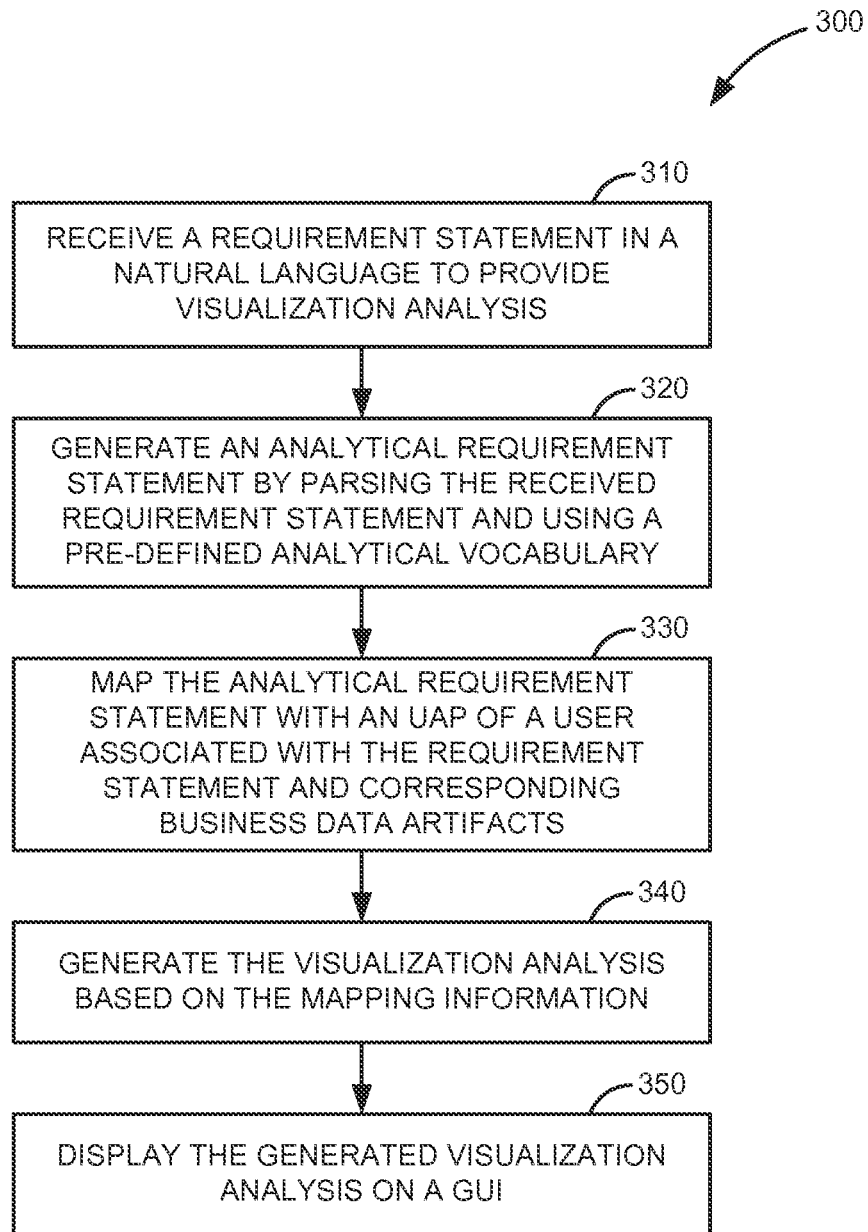 300
310
RECEIVE A REQUIREMENT STATEMENT IN A
NATURAL LANGUAGE TO PROVIDE
VISUALIZATION ANALYSIS
320
GENERATE AN ANALYTICAL REQUIREMENT
STATEMENT BY PARSING THE RECEIVED
REQUIREMENT STATEMENT AND USING A
PRE-DEFINED ANALYTICAL VOCABULARY
330
MAP THE ANALYTICAL REQUIREMENT
STATEMENT WITH AN UAP OF A USER
ASSOCIATED WITH THE REQUIREMENT
STATEMENT AND CORRESPONDING
BUSINESS DATA ARTIFACTS
340
GENERATE THE VISUALIZATION ANALYSIS
BASED ON THE MAPPING INFORMATION
350
DISPLAY THE GENERATED VISUALIZATION
ANALYSIS ON A GUI